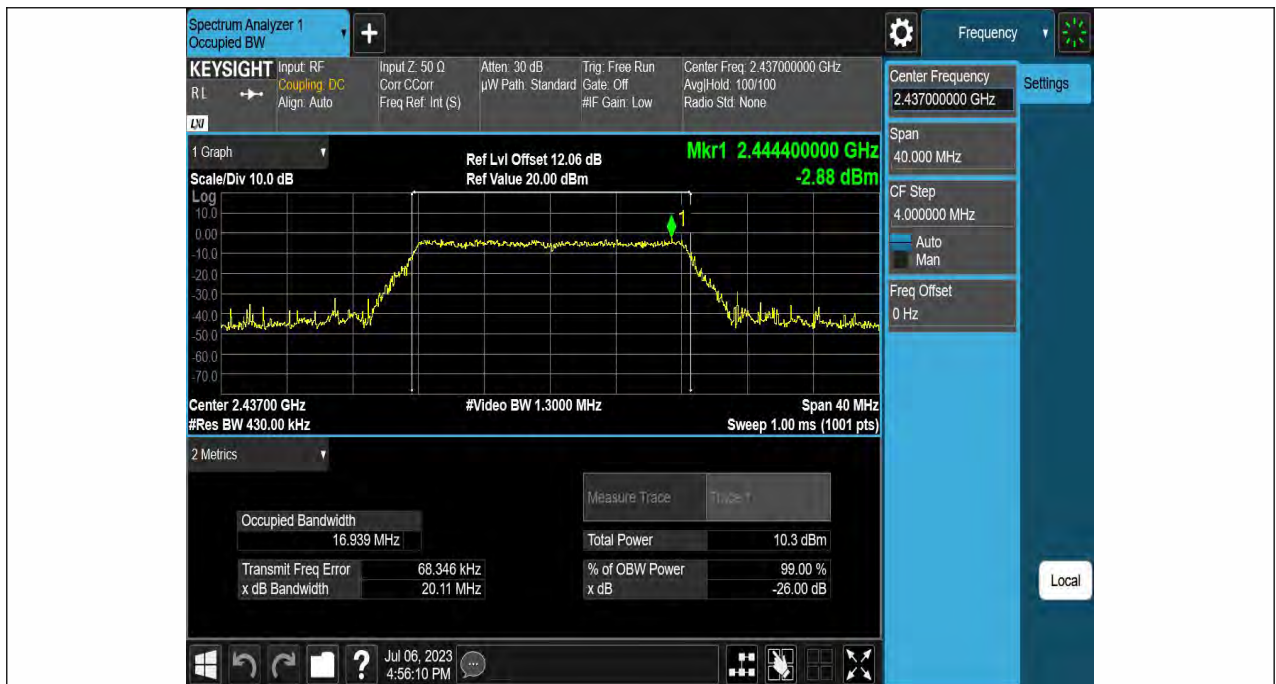 Spectrum Analyzer 1
Occupied BW
+
Frequency
KEYSIGHT
RL
LXI
Input: RF
Coupling: DC
Align: Auto
Input Z: 50 Ω
Corr CCorr
Freq Ref: Int (S)
Atten: 30 dB
µW Path: Standard
Trig: Free Run
Gate: Off
#IF Gain: Low
Center Freq: 2.437000000 GHz
Avg|Hold: 100/100
Radio Std: None
1 Graph
Scale/Div 10.0 dB
Ref Lvl Offset 12.06 dB
Ref Value 20.00 dBm
Mkr1 2.444400000 GHz
-2.88 dBm
Log
10.0
0.00
-10.0
-20.0
-30.0
-40.0
-50.0
-60.0
-70.0
1
Center 2.43700 GHz
#Video BW 1.3000 MHz
Span 40 MHz
#Res BW 430.00 kHz
Sweep 1.00 ms (1001 pts)
2 Metrics
Measure Trace
Trace 1
Occupied Bandwidth
16.939 MHz
Total Power
10.3 dBm
Transmit Freq Error
68.346 kHz
% of OBW Power
99.00 %
x dB Bandwidth
20.11 MHz
x dB
-26.00 dB
Center Frequency
2.437000000 GHz
Settings
Span
40.000 MHz
CF Step
4.000000 MHz
Auto
Man
Freq Offset
0 Hz
Local
?
Jul 06, 2023
4:56:10 PM